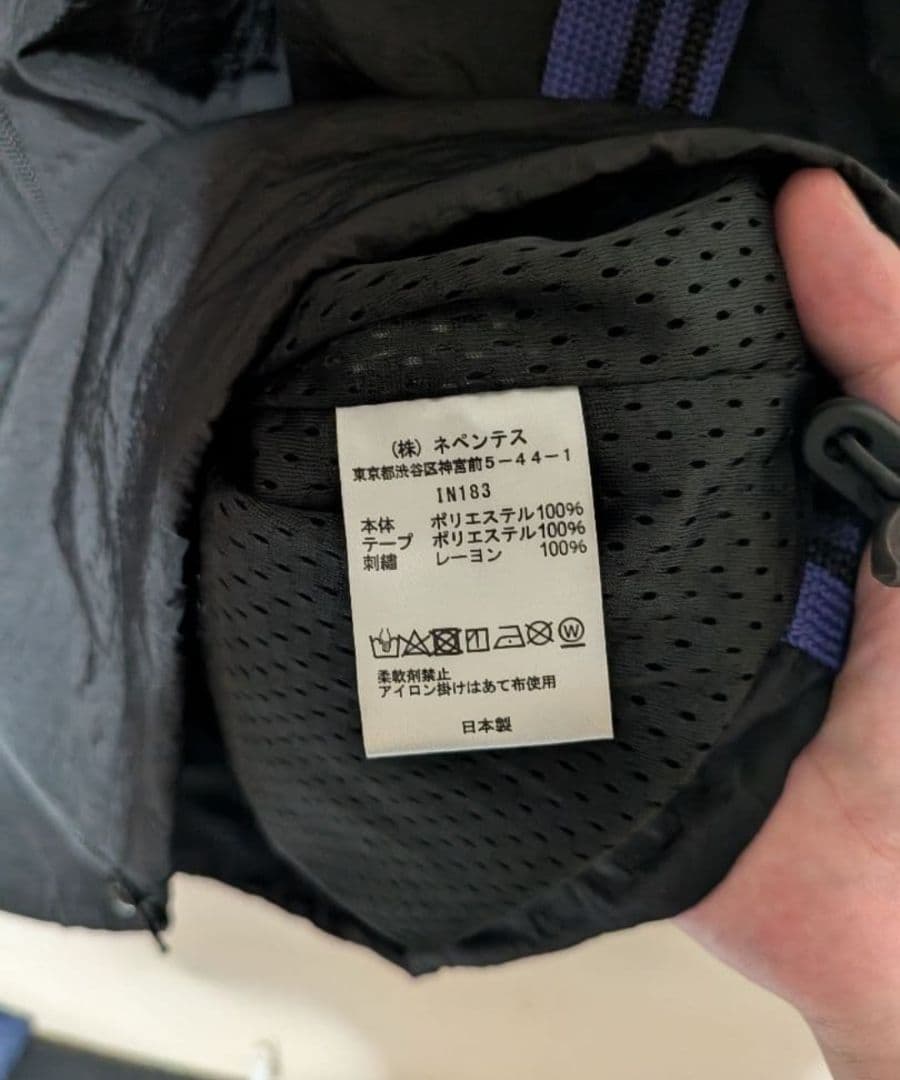 （株）ネペンテス
東京都渋谷区神宮前5-44-1
IN183
本体 ポリエステル100%
テープ ポリエステル100%
刺繍 レーヨン 100%
W
柔軟剤禁止
アイロン掛けはあて布使用
日本製